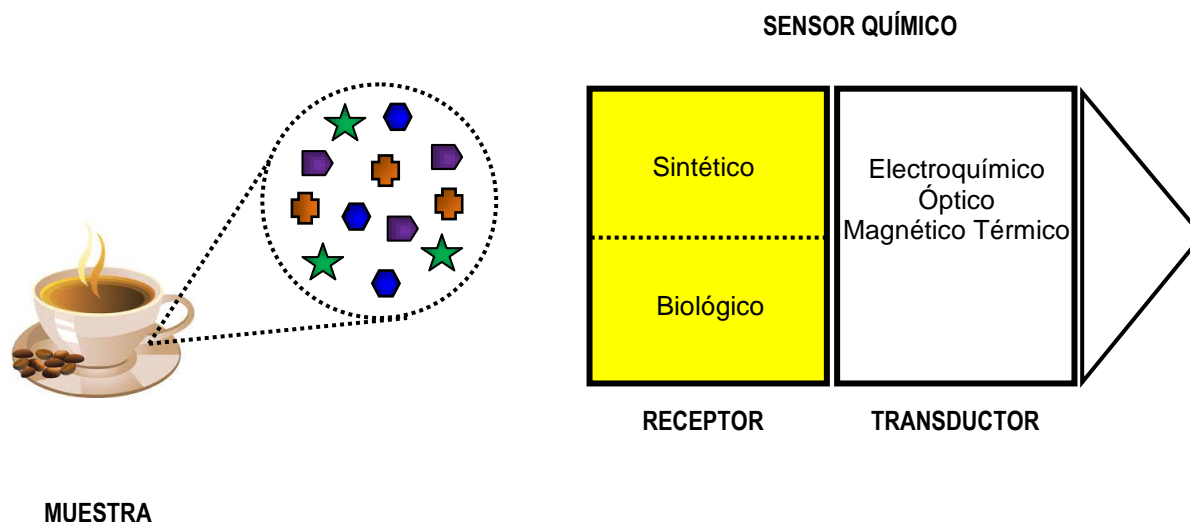 SENSOR QUÍMICO
Sintético
Biológico
Electroquímico
Óptico
Magnético Térmico
RECEPTOR
TRANSDUCTOR
MUESTRA